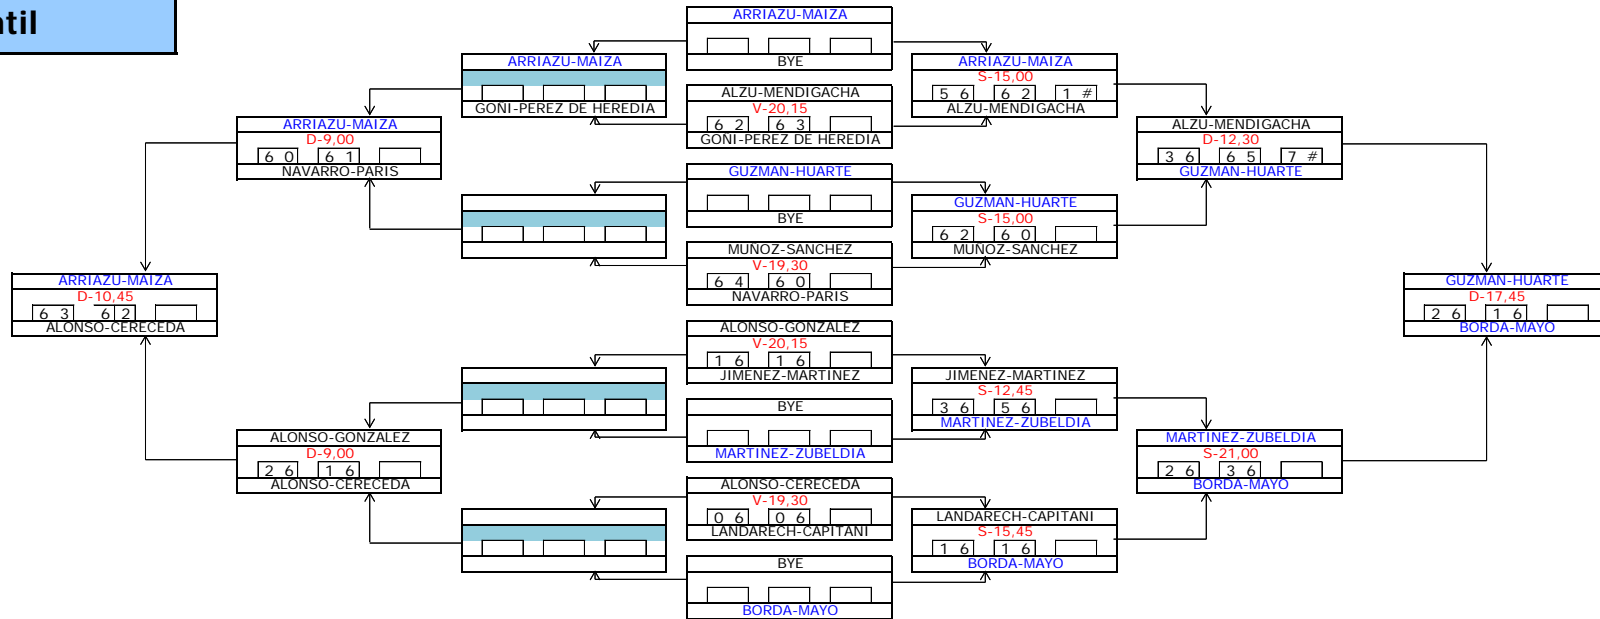 til
ARRIAZU-MAIZA
BYE
ALZU-MENDIGACHA
V-20,15
6 2 6 3
GOÑI-PEREZ DE HEREDIA
GUZMAN-HUARTE
BYE
MUÑOZ-SANCHEZ
V-19,30
6 4 6 0
NAVARRO-PARIS
ALONSO-GONZALEZ
V-20,15
1 6 1 6
JIMENEZ-MARTINEZ
BYE
MARTINEZ-ZUBELDIA
ALONSO-CERECEDA
V-19,30
0 6 0 6
LANDARECH-CAPITANI
BYE
BORDA-MAYO
ARRIAZU-MAIZA
GOÑI-PEREZ DE HEREDIA
ARRIAZU-MAIZA
D-9,00
6 0 6 1
NAVARRO-PARIS
ALONSO-GONZALEZ
D-9,00
2 6 1 6
ALONSO-CERECEDA
ARRIAZU-MAIZA
D-10,45
6 3 6 2
ALONSO-CERECEDA
ARRIAZU-MAIZA
S-15,00
5 6 6 2 1 #
ALZU-MENDIGACHA
GUZMAN-HUARTE
S-15,00
6 2 6 0
MUÑOZ-SANCHEZ
JIMENEZ-MARTINEZ
S-12,45
3 6 5 6
MARTINEZ-ZUBELDIA
LANDARECH-CAPITANI
S-15,45
1 6 1 6
BORDA-MAYO
ALZU-MENDIGACHA
D-12,30
3 6 6 5 7 #
GUZMAN-HUARTE
MARTINEZ-ZUBELDIA
S-21,00
2 6 3 6
BORDA-MAYO
GUZMAN-HUARTE
D-17,45
2 6 1 6
BORDA-MAYO